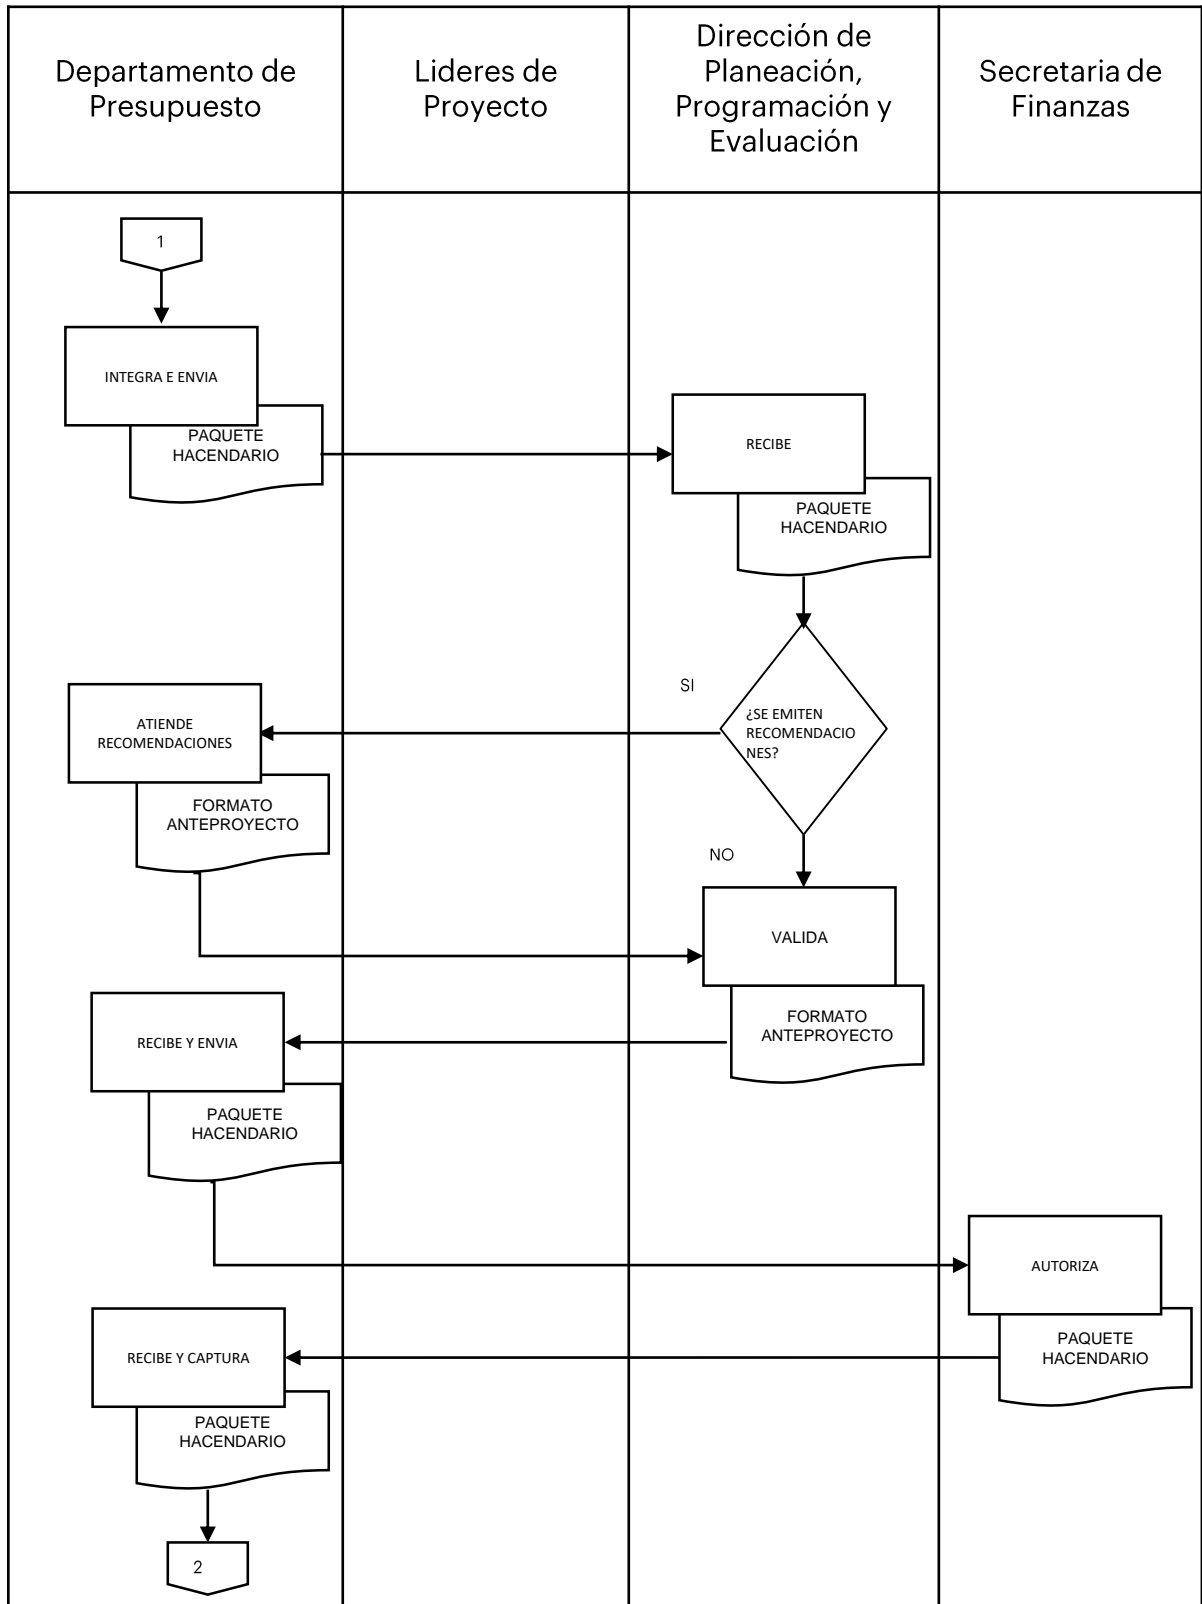 Departamento de
Presupuesto
Lideres de
Proyecto
Dirección de
Planeación,
Programación y
Evaluación
Secretaria de
Finanzas
1
INTEGRA E ENVIA
PAQUETE
HACENDARIO
RECIBE
PAQUETE
HACENDARIO
SI
¿SE EMITEN
RECOMENDACIO
NES?
ATIENDE
RECOMENDACIONES
FORMATO
ANTEPROYECTO
NO
VALIDA
FORMATO
ANTEPROYECTO
RECIBE Y ENVIA
PAQUETE
HACENDARIO
AUTORIZA
PAQUETE
HACENDARIO
RECIBE Y CAPTURA
PAQUETE
HACENDARIO
2